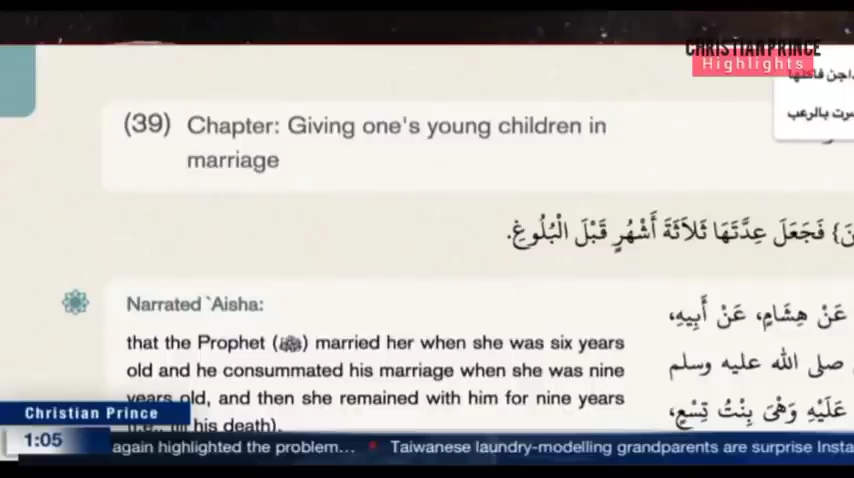 CHRISTIAN PRINCE
Highlights
(39) Chapter: Giving one's young children in
marriage
فَجَعَلَ عِدَّتَهَا ثَلاَثَةَ أَشْهُرٍ قَبْلَ الْبُلُوغِ.
Narrated `Aisha:
that the Prophet (ﷺ) married her when she was six years
old and he consummated his marriage when she was nine
years old, and then she remained with him for nine years
his death).
عَنْ هِشَامٍ، عَنْ أَبِيهِ،
صلى الله عليه وسلم
عَلَيْهِ وَهْىَ بِنْتُ تِسْعٍ،
Christian Prince
1:05
again highlighted the problem... Taiwanese laundry-modelling grandparents are surprise Insta